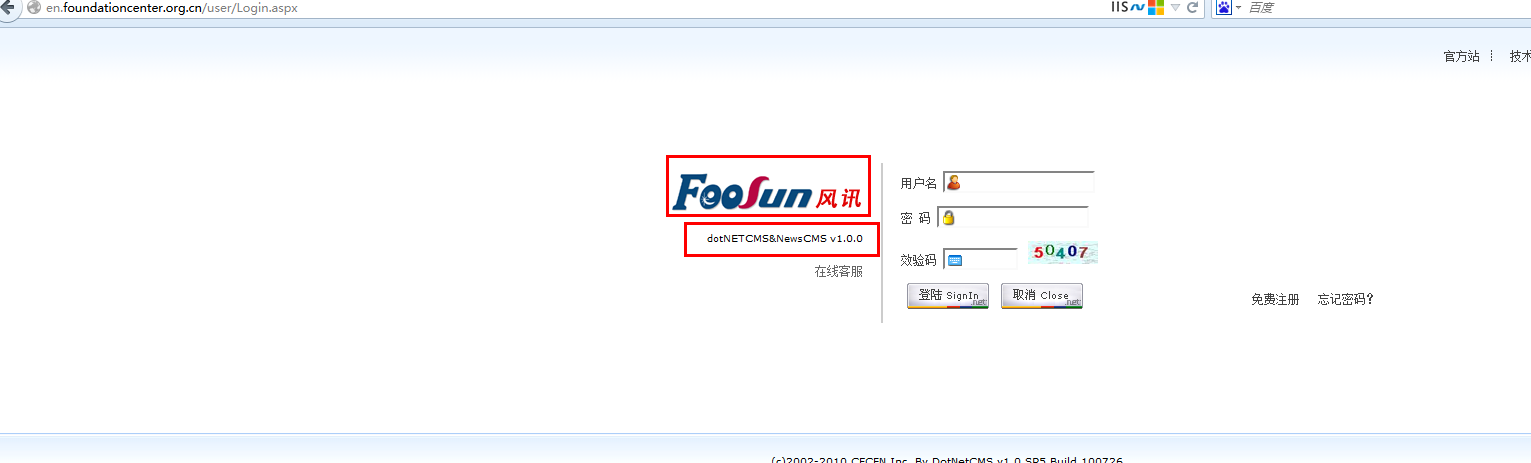 en.foundationcenter.org.cn/user/Login.aspx IIS 百度
官方站 ┊ 技术
FooSun 风讯
dotNETCMS&NewsCMS v1.0.0
在线客服
用户名
密 码
效验码 50407
登陆 SignIn .net 取消 Close .net
免费注册 忘记密码?
(c)2002-2010 CFCEN Inc. By DotNetCMS v1.0 SP5 Build 100726